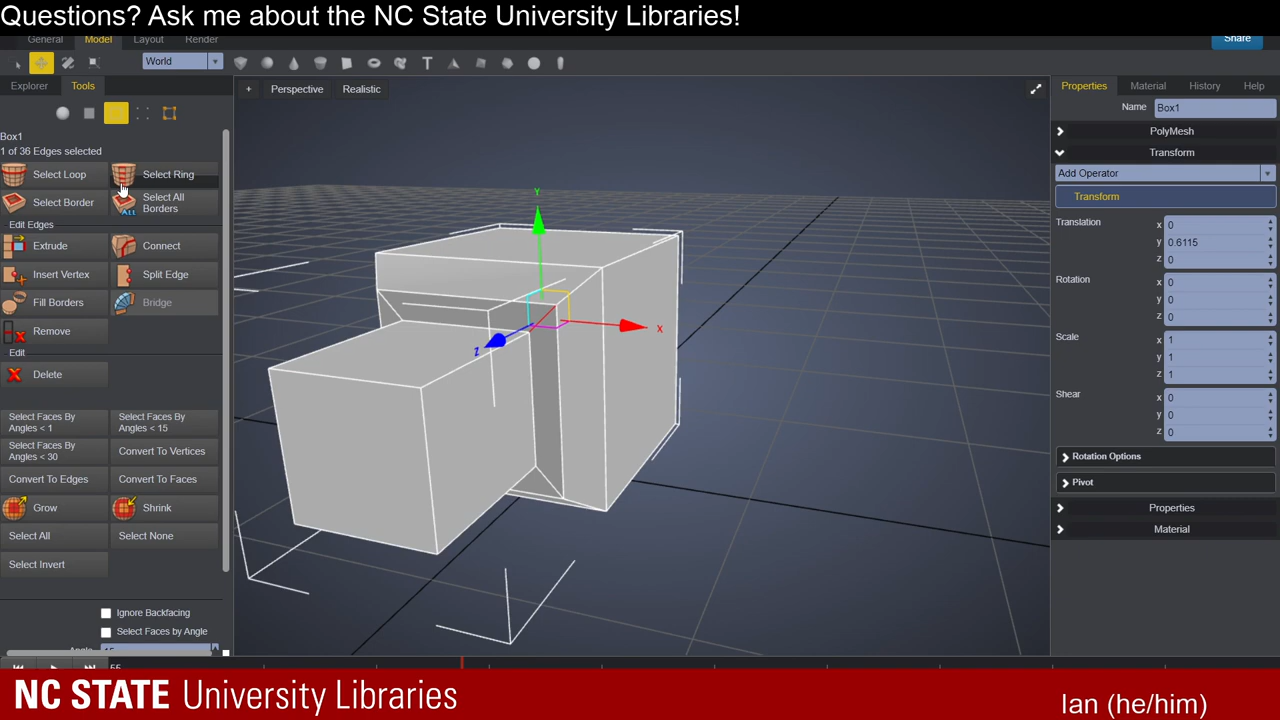 Questions? Ask me about the NC State University Libraries!
General Model Layout Render Share
World
Explorer Tools + Perspective Realistic Properties Material History Help
Name Box1
Box1
1 of 36 Edges selected
PolyMesh
Transform
Select Loop Select Ring
Add Operator
Select Border Select All Borders
Transform
Edit Edges
Translation x 0
y 0.6115
z 0
Extrude Connect
Insert Vertex Split Edge
Rotation x 0
y 0
z 0
Fill Borders Bridge
Remove
Scale x 1
y 1
z 1
Edit
Delete
Shear x 0
y 0
z 0
Select Faces By Angles < 1
Select Faces By Angles < 15
Select Faces By Angles < 30
Convert To Vertices
Rotation Options
Convert To Edges Convert To Faces
Pivot
Grow Shrink
Properties
Select All Select None
Material
Select Invert
Ignore Backfacing
Select Faces by Angle
Y
X
Z
ALL
NC STATE University Libraries
Ian (he/him)